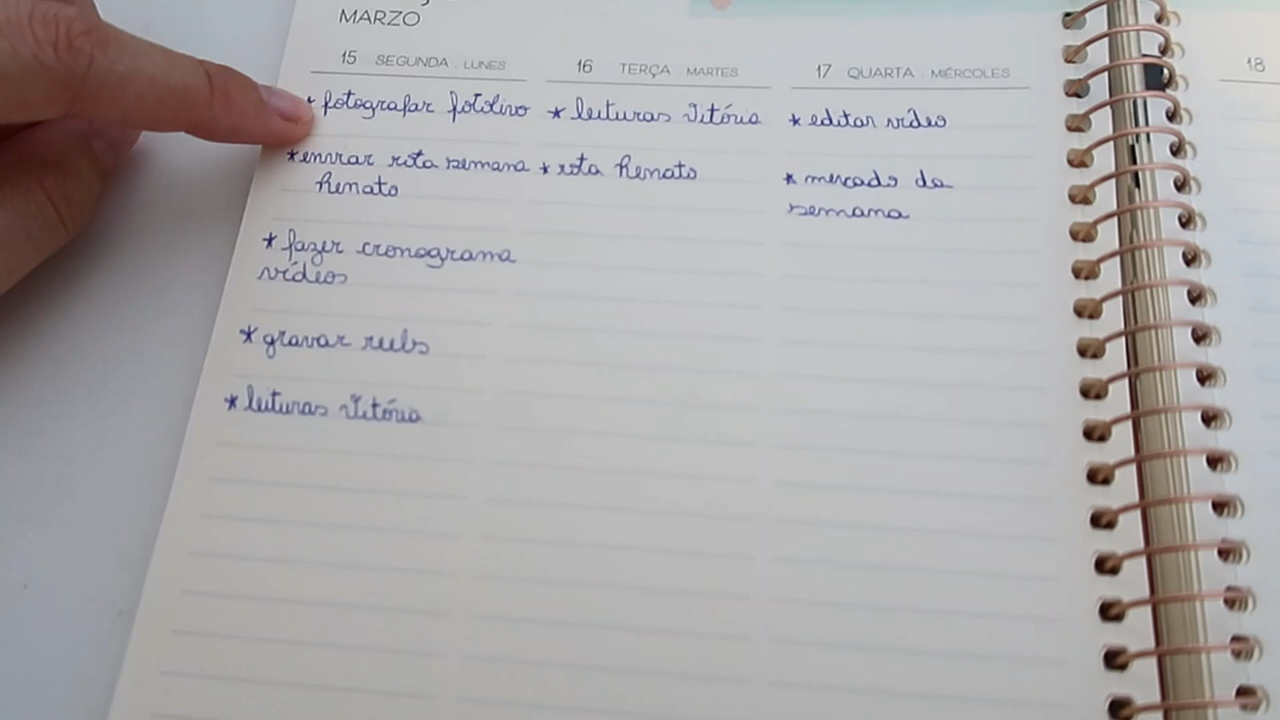 MARZO
15 SEGUNDA . LUNES
* fotografar fotolivro
* enviar rota semana
Renato
* fazer cronograma
vídeos
* gravar reels
* leituras Vitória
16 TERÇA . MARTES
* leituras Vitória
* rota Renato
17 QUARTA . MIÉRCOLES
* editar vídeo
* mercado da
semana
18